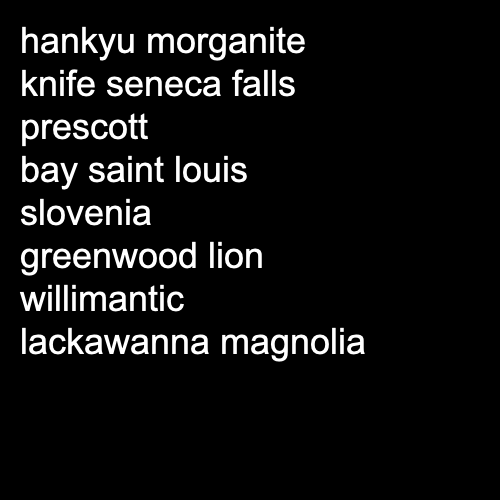 hankyu morganite
knife seneca falls
prescott
bay saint louis
slovenia
greenwood lion
willimantic
lackawanna magnolia